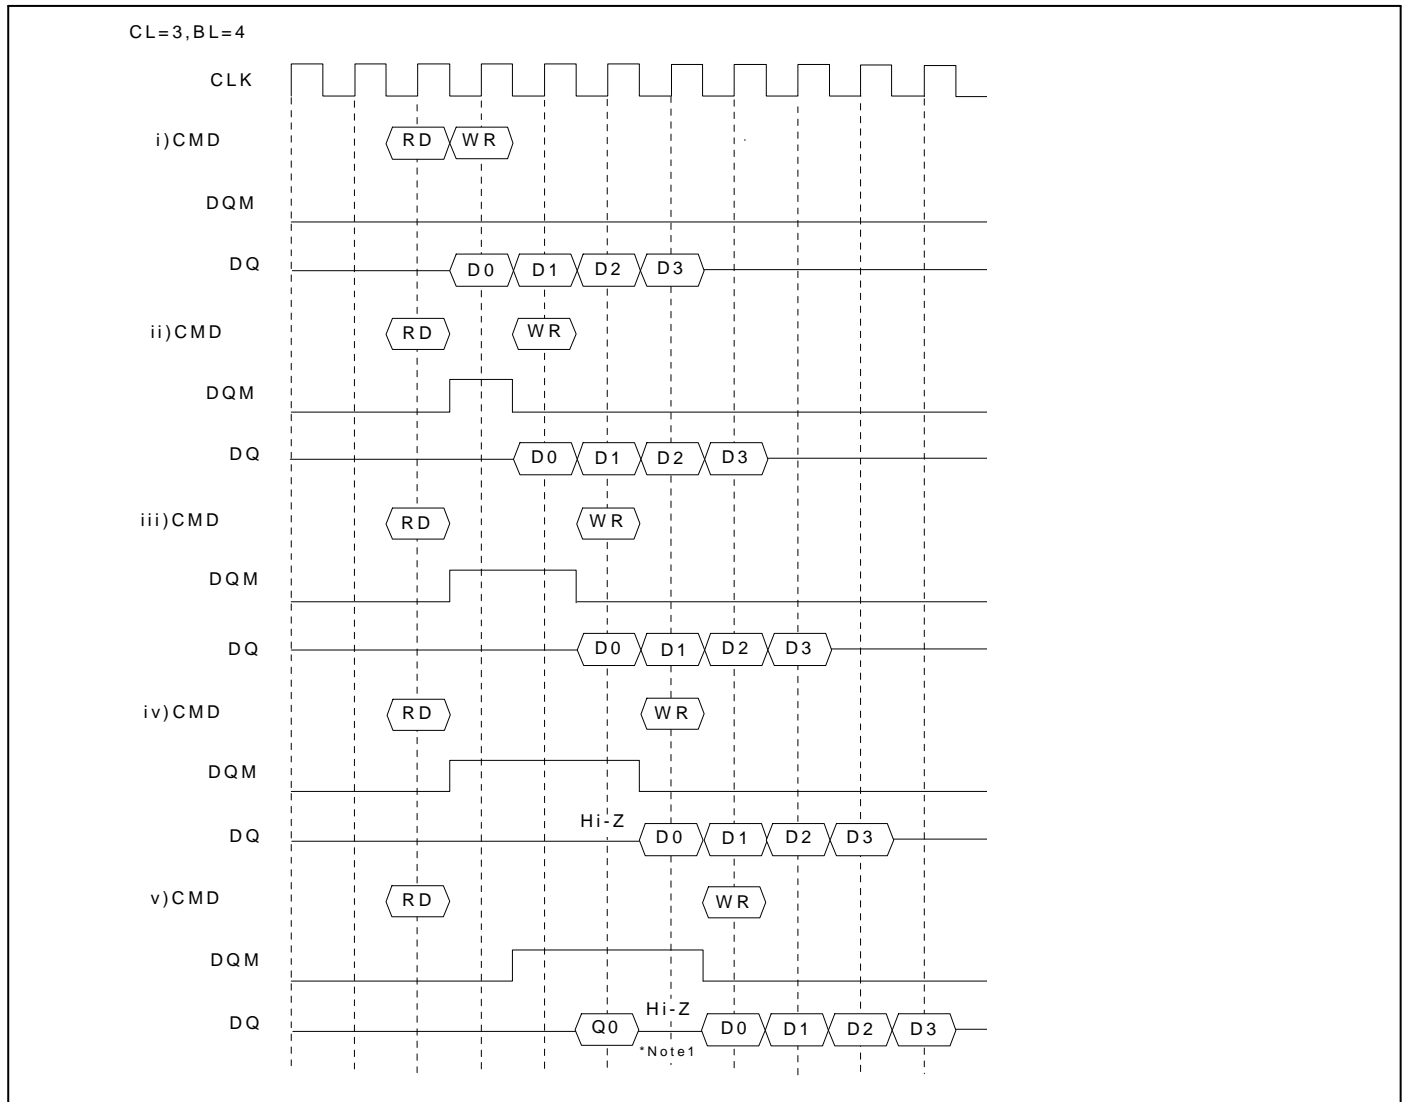 CL=3,BL=4
CLK
i)CMD RD WR
DQM
DQ D0 D1 D2 D3
ii)CMD RD WR
DQM
DQ D0 D1 D2 D3
iii)CMD RD WR
DQM
DQ D0 D1 D2 D3
iv)CMD RD WR
DQM
DQ Hi-Z D0 D1 D2 D3
v)CMD RD WR
DQM
DQ Q0 Hi-Z D0 D1 D2 D3
*Note1